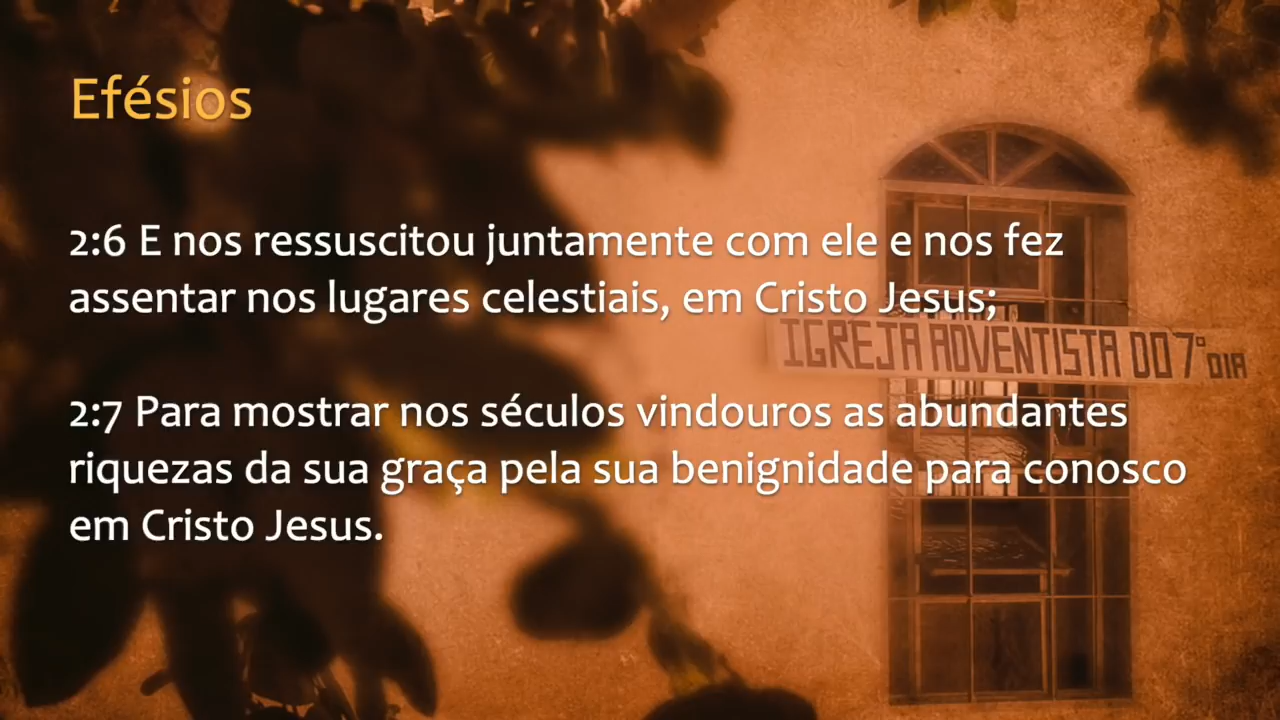 Efésios
2:6 E nos ressuscitou juntamente com ele e nos fez
assentar nos lugares celestiais, em Cristo Jesus;
IGREJA ADVENTISTA DO 7° DIA
2:7 Para mostrar nos séculos vindouros as abundantes
riquezas da sua graça pela sua benignidade para conosco
em Cristo Jesus.